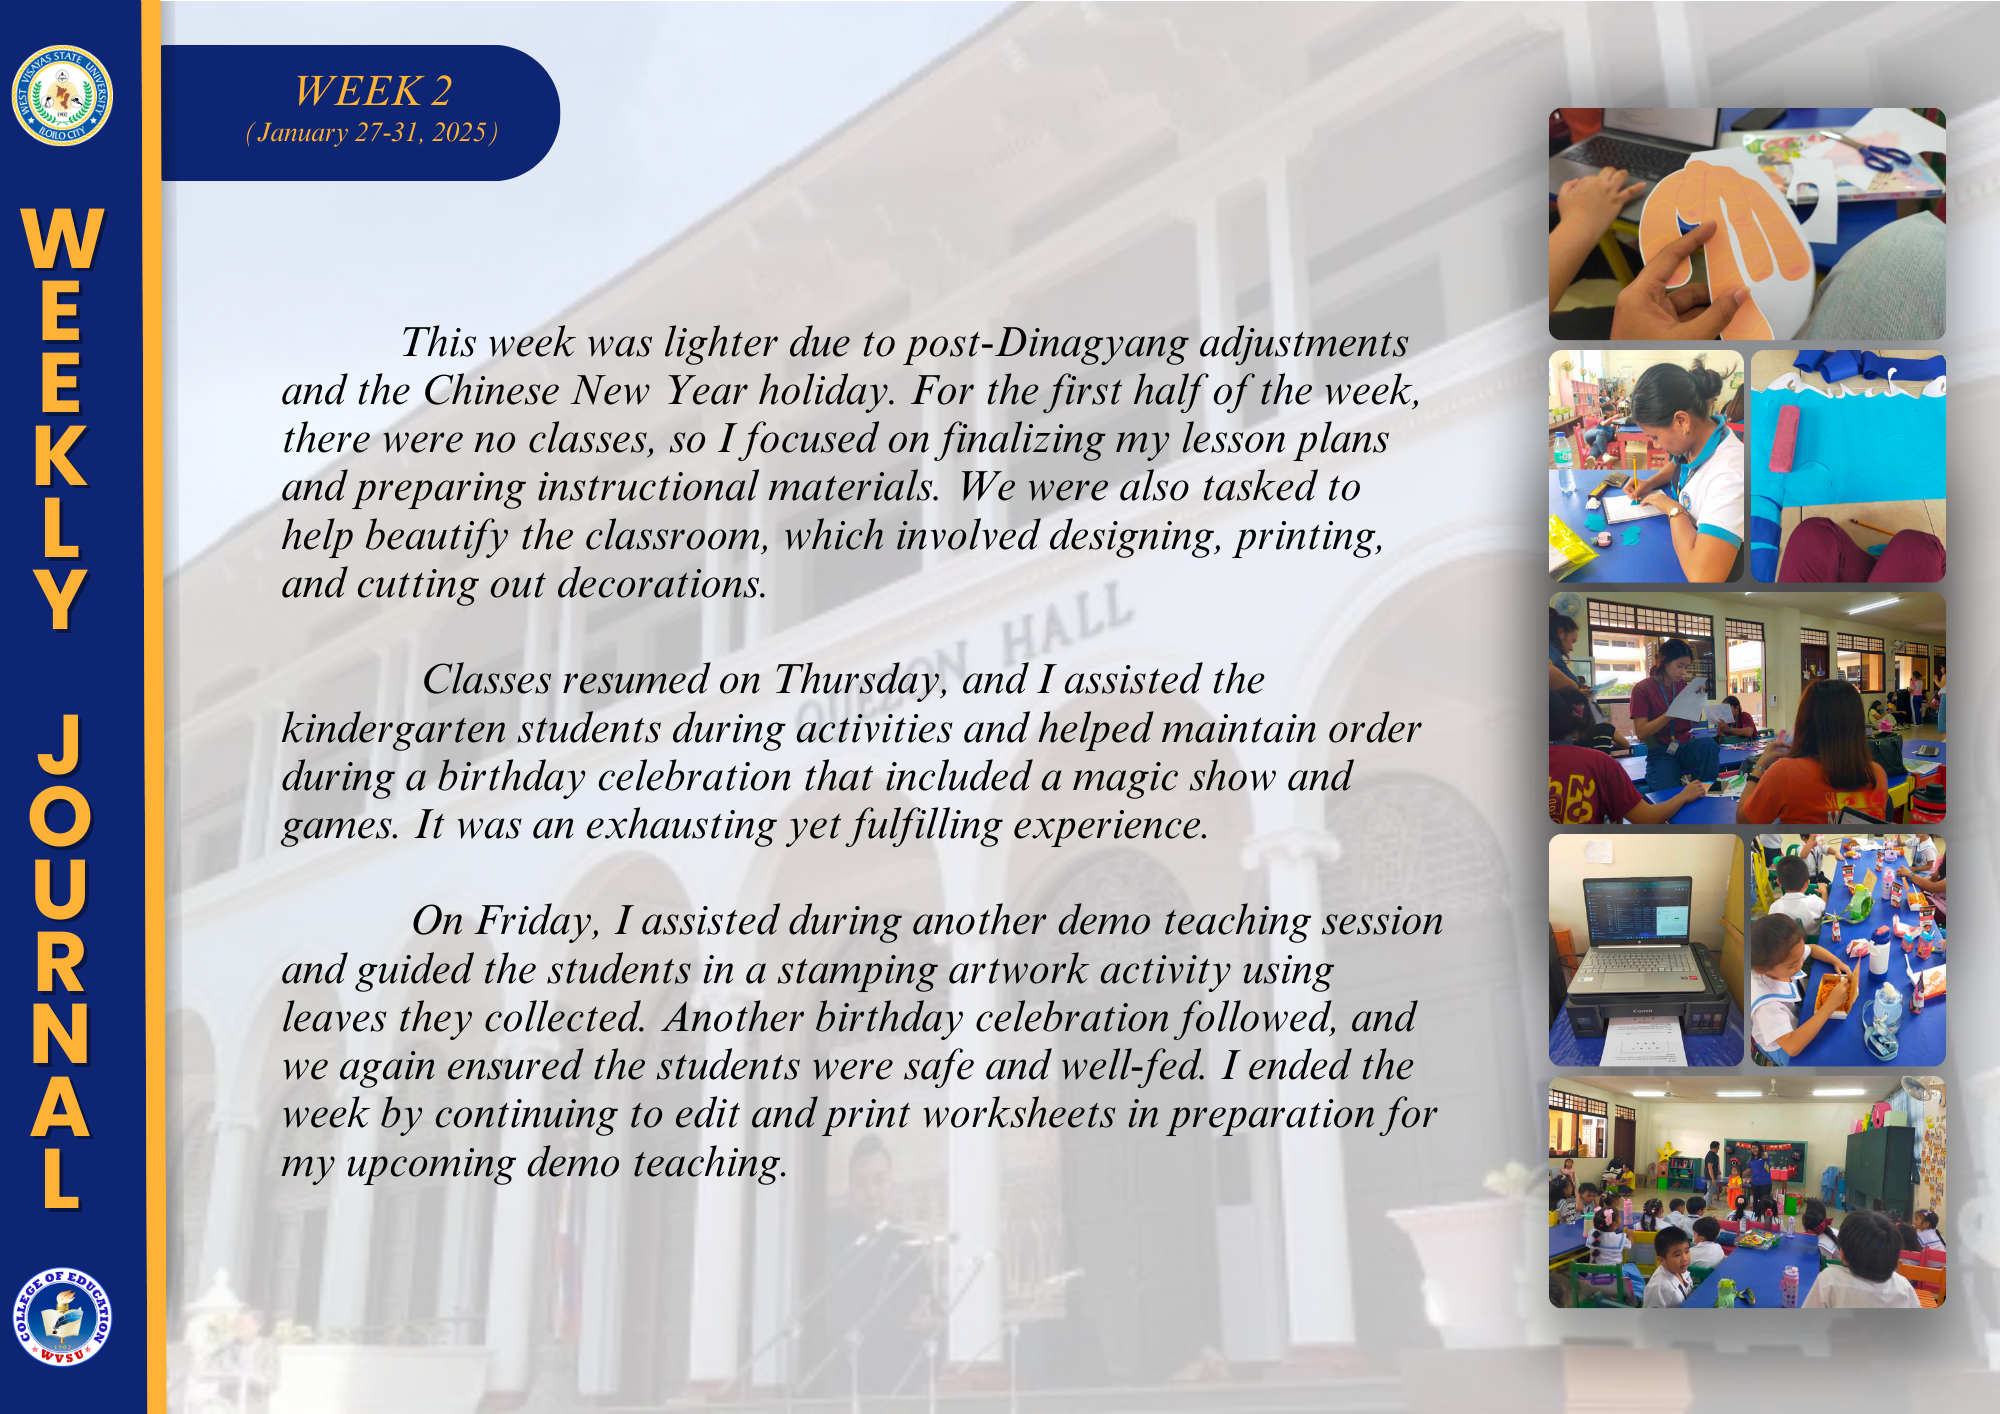 WEST VISAYAS STATE UNIVERSITY
1902
ILOILO CITY
WEEKLY JOURNAL
COLLEGE OF EDUCATION
WVSU
WEEK 2
(January 27-31, 2025)
This week was lighter due to post-Dinagyang adjustments
and the Chinese New Year holiday. For the first half of the week,
there were no classes, so I focused on finalizing my lesson plans
and preparing instructional materials. We were also tasked to
help beautify the classroom, which involved designing, printing,
and cutting out decorations.
Classes resumed on Thursday, and I assisted the
kindergarten students during activities and helped maintain order
during a birthday celebration that included a magic show and
games. It was an exhausting yet fulfilling experience.
On Friday, I assisted during another demo teaching session
and guided the students in a stamping artwork activity using
leaves they collected. Another birthday celebration followed, and
we again ensured the students were safe and well-fed. I ended the
week by continuing to edit and print worksheets in preparation for
my upcoming demo teaching.
QUEZON HALL
Canon